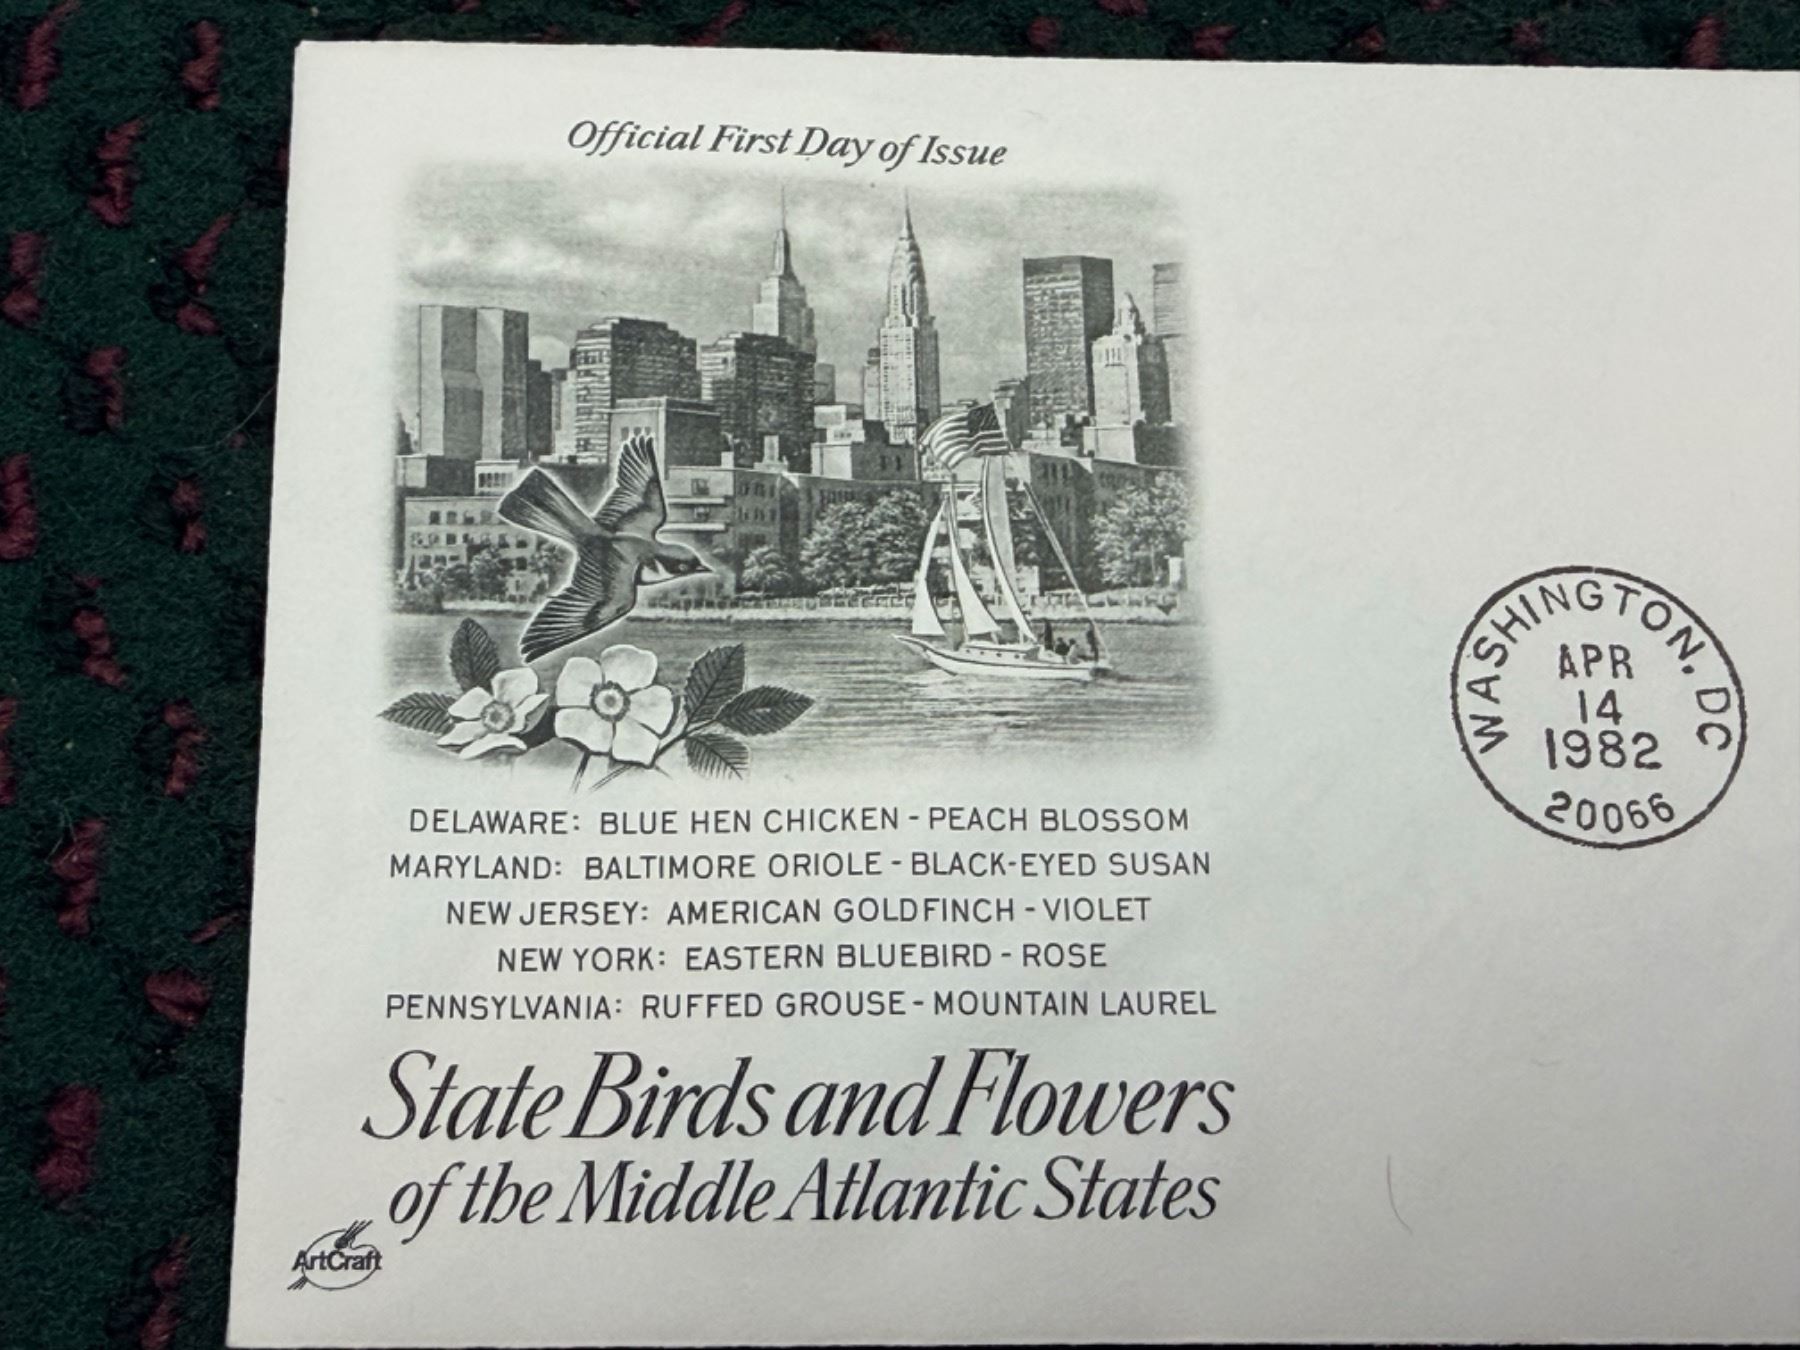 Official First Day of Issue
WASHINGTON, DC
APR
14
1982
20066
DELAWARE: BLUE HEN CHICKEN - PEACH BLOSSOM
MARYLAND: BALTIMORE ORIOLE - BLACK-EYED SUSAN
NEW JERSEY: AMERICAN GOLDFINCH - VIOLET
NEW YORK: EASTERN BLUEBIRD - ROSE
PENNSYLVANIA: RUFFED GROUSE - MOUNTAIN LAUREL
State Birds and Flowers
of the Middle Atlantic States
ArtCraft